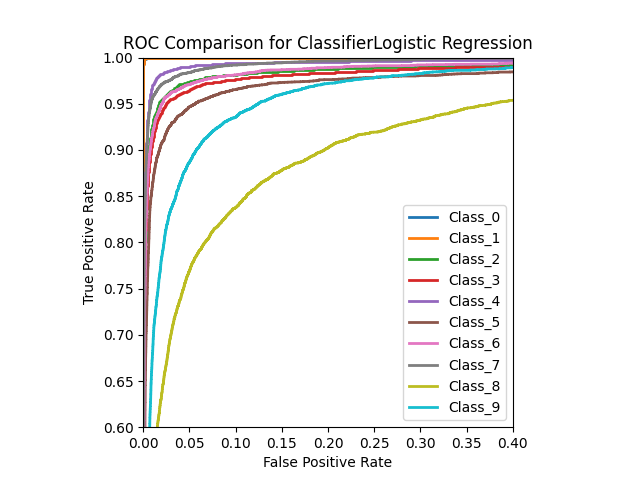 ROC Comparison for ClassifierLogistic Regression
True Positive Rate
1.00
0.95
0.90
0.85
0.80
0.75
0.70
0.65
0.60
Class_0
Class_1
Class_2
Class_3
Class_4
Class_5
Class_6
Class_7
Class_8
Class_9
0.00 0.05 0.10 0.15 0.20 0.25 0.30 0.35 0.40
False Positive Rate